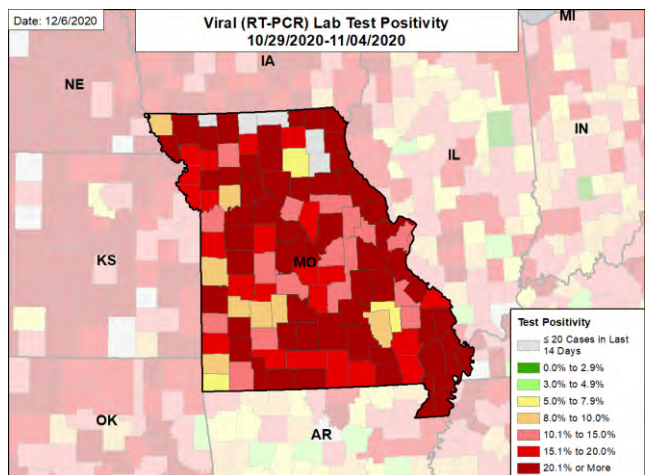 Date: 12/6/2020
Viral (RT-PCR) Lab Test Positivity
10/29/2020-11/04/2020
MI
IA
NE
IL
IN
KS
MO
OK
AR
Test Positivity
≤ 20 Cases in Last
14 Days
0.0% to 2.9%
3.0% to 4.9%
5.0% to 7.9%
8.0% to 10.0%
10.1% to 15.0%
15.1% to 20.0%
20.1% or More